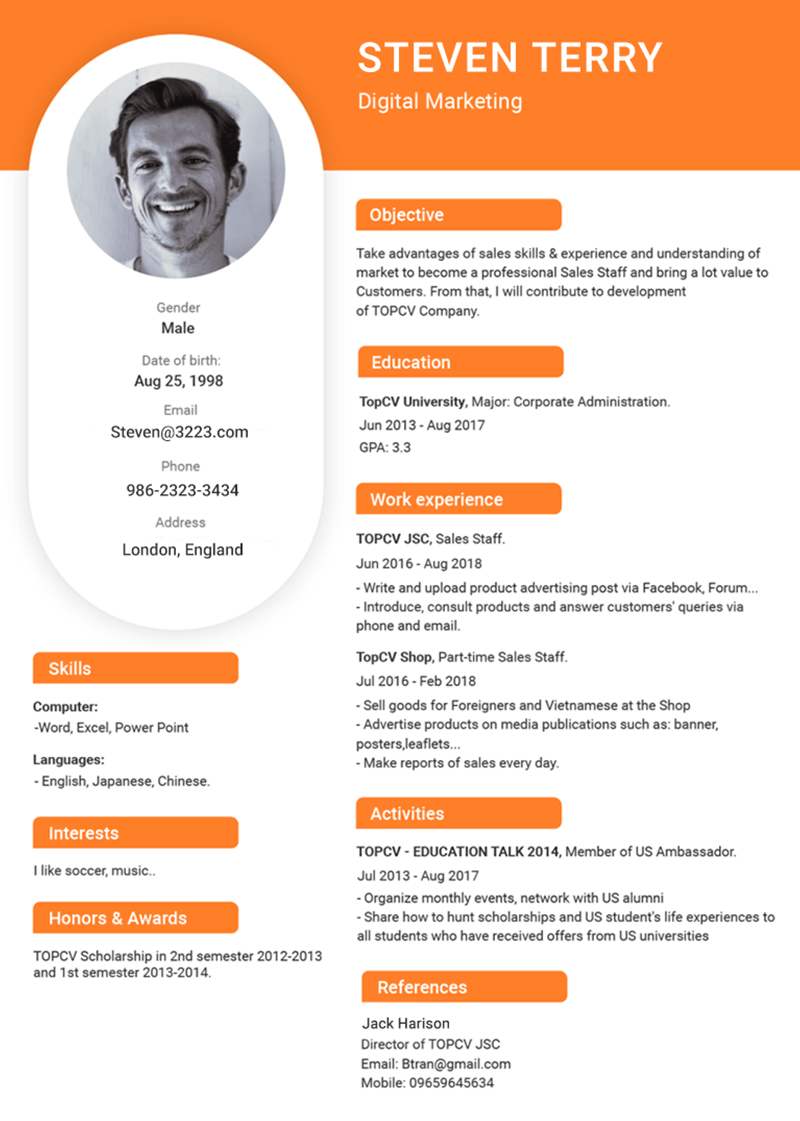 STEVEN TERRY
Digital Marketing
Gender
Male
Date of birth:
Aug 25, 1998
Email
Steven@3223.com
Phone
986-2323-3434
Address
London, England
Skills
Computer:
-Word, Excel, Power Point
Languages:
- English, Japanese, Chinese.
Interests
I like soccer, music..
Honors & Awards
TOPCV Scholarship in 2nd semester 2012-2013
and 1st semester 2013-2014.
Objective
Take advantages of sales skills & experience and understanding of
market to become a professional Sales Staff and bring a lot value to
Customers. From that, I will contribute to development
of TOPCV Company.
Education
TopCV University, Major: Corporate Administration.
Jun 2013 - Aug 2017
GPA: 3.3
Work experience
TOPCV JSC, Sales Staff.
Jun 2016 - Aug 2018
- Write and upload product advertising post via Facebook, Forum...
- Introduce, consult products and answer customers' queries via
phone and email.
TopCV Shop, Part-time Sales Staff.
Jul 2016 - Feb 2018
- Sell goods for Foreigners and Vietnamese at the Shop
- Advertise products on media publications such as: banner,
posters,leaflets...
- Make reports of sales every day.
Activities
TOPCV - EDUCATION TALK 2014, Member of US Ambassador.
Jul 2013 - Aug 2017
- Organize monthly events, network with US alumni
- Share how to hunt scholarships and US student's life experiences to
all students who have received offers from US universities
References
Jack Harison
Director of TOPCV JSC
Email: Btran@gmail.com
Mobile: 09659645634